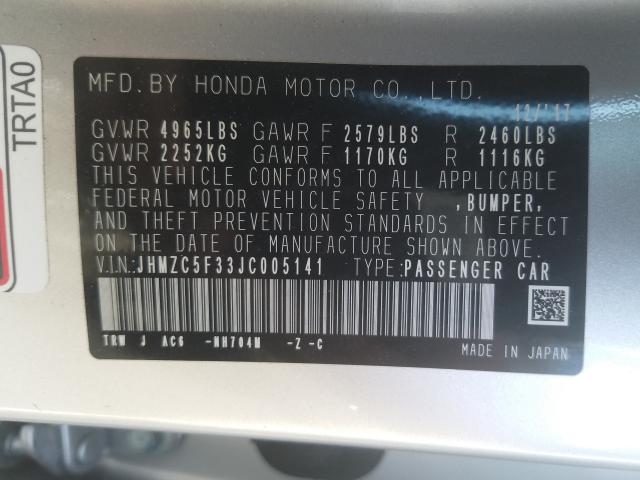 TRTA0
MFD.BY HONDA MOTOR CO.,LTD.
12/'17
GVWR 4965LBS GAWR F 2579LBS R 2460LBS
GVWR 2252KG GAWR F 1170KG R 1116KG
THIS VEHICLE CONFORMS TO ALL APPLICABLE
FEDERAL MOTOR VEHICLE SAFETY ,BUMPER,
AND THEFT PREVENTION STANDARDS IN EFFECT
ON THE DATE OF MANUFACTURE SHOWN ABOVE.
V.I.N:JHMZC5F33JC005141 TYPE:PASSENGER CAR
TRW J AC6 -NH704M -Z -C
MADE IN JAPAN